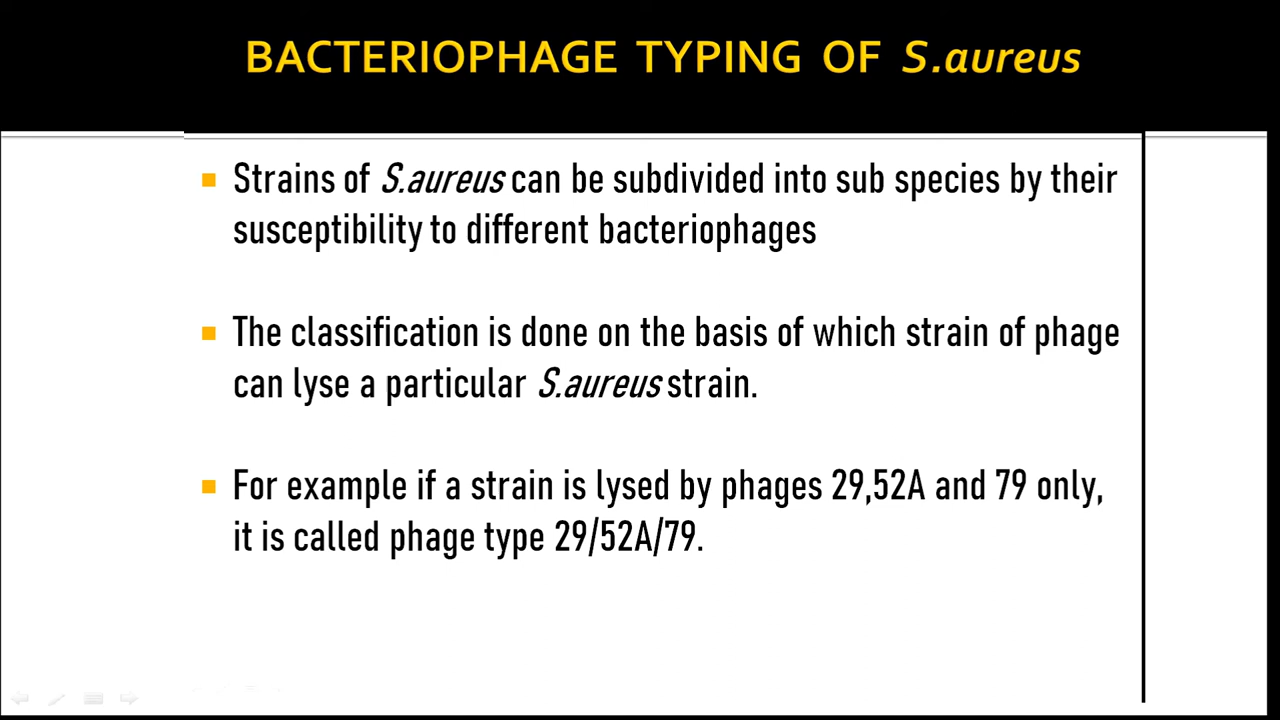 BACTERIOPHAGE TYPING OF S.aureus
Strains of S.aureus can be subdivided into sub species by their
susceptibility to different bacteriophages
The classification is done on the basis of which strain of phage
can lyse a particular S.aureus strain.
For example if a strain is lysed by phages 29,52A and 79 only,
it is called phage type 29/52A/79.